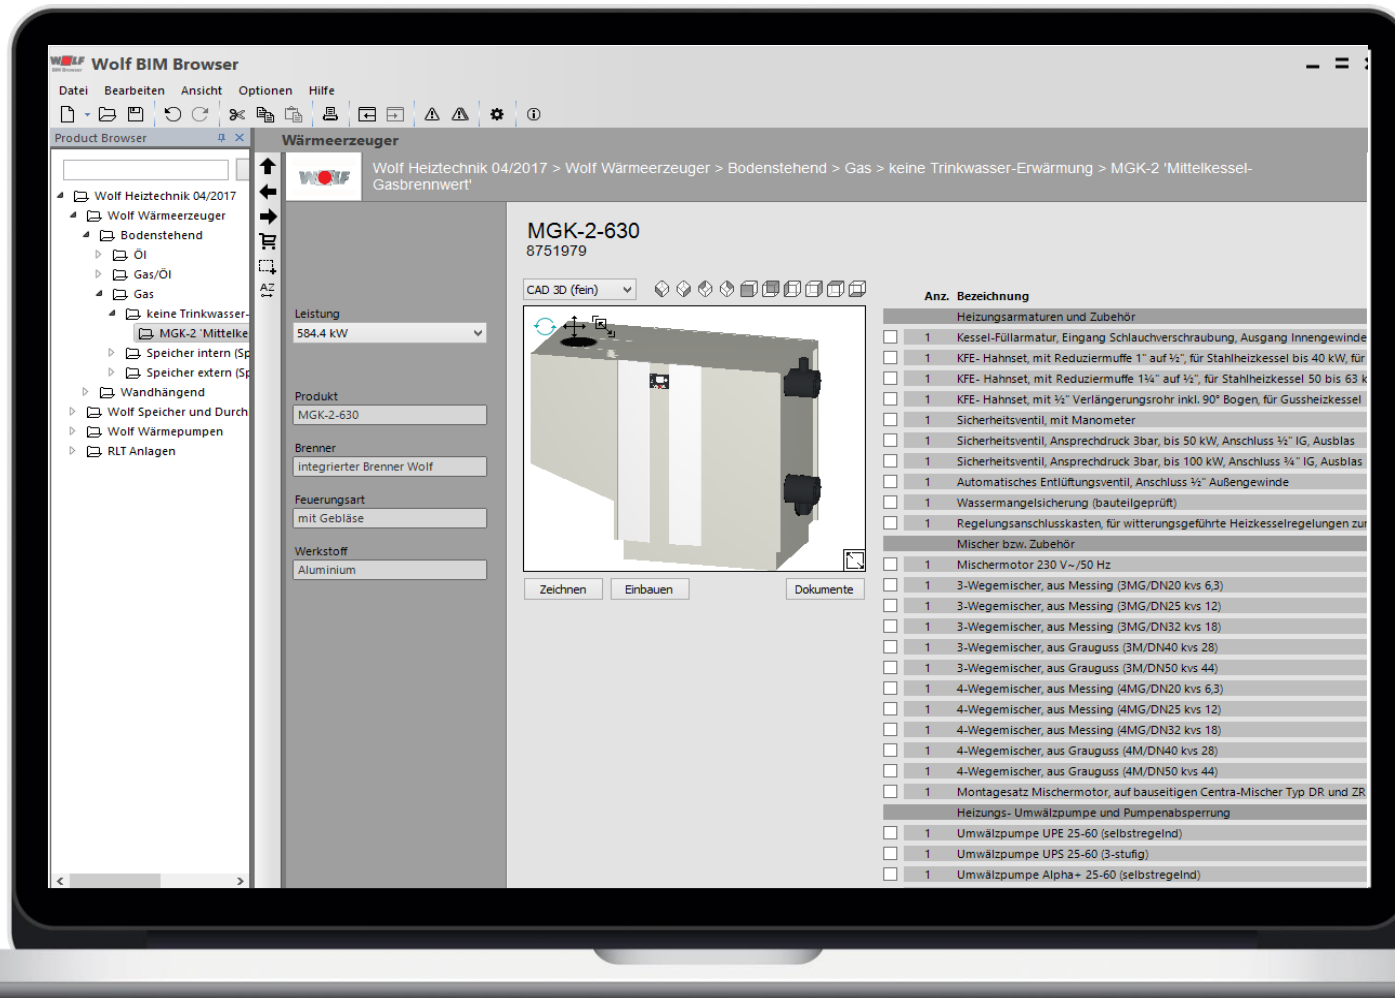 WOLF Wolf BIM Browser
Datei Bearbeiten Ansicht Optionen Hilfe
Product Browser
Wolf Heiztechnik 04/2017
Wolf Wärmeerzeuger
Bodenstehend
Öl
Gas/Öl
Gas
keine Trinkwasser-
MGK-2 'Mittelke
Speicher intern (Sp
Speicher extern (Sp
Wandhängend
Wolf Speicher und Durch
Wolf Wärmepumpen
RLT Anlagen
AZ
Wärmeerzeuger
WOLF
Wolf Heiztechnik 04/2017 > Wolf Wärmeerzeuger > Bodenstehend > Gas > keine Trinkwasser-Erwärmung > MGK-2 'Mittelkessel-
Gasbrennwert'
Leistung
584.4 kW
Produkt
MGK-2-630
Brenner
integrierter Brenner Wolf
Feuerungsart
mit Gebläse
Werkstoff
Aluminium
MGK-2-630
8751979
CAD 3D (fein)
Zeichnen Einbauen Dokumente
Anz. Bezeichnung
Heizungsarmaturen und Zubehör
1 Kessel-Füllarmatur, Eingang Schlauchverschraubung, Ausgang Innengewinde
1 KFE- Hahnset, mit Reduziermuffe 1" auf ½", für Stahlheizkessel bis 40 kW, für
1 KFE- Hahnset, mit Reduziermuffe 1¼" auf ½", für Stahlheizkessel 50 bis 63 k
1 KFE- Hahnset, mit ½" Verlängerungsrohr inkl. 90° Bogen, für Gussheizkessel
1 Sicherheitsventil, mit Manometer
1 Sicherheitsventil, Ansprechdruck 3bar, bis 50 kW, Anschluss ½" IG, Ausblas
1 Sicherheitsventil, Ansprechdruck 3bar, bis 100 kW, Anschluss ¾" IG, Ausblas
1 Automatisches Entlüftungsventil, Anschluss ½" Außengewinde
1 Wassermangelsicherung (bauteilgeprüft)
1 Regelungsanschlusskasten, für witterungsgeführte Heizkesselregelungen zur
Mischer bzw. Zubehör
1 Mischermotor 230 V~/50 Hz
1 3-Wegemischer, aus Messing (3MG/DN20 kvs 6,3)
1 3-Wegemischer, aus Messing (3MG/DN25 kvs 12)
1 3-Wegemischer, aus Messing (3MG/DN32 kvs 18)
1 3-Wegemischer, aus Grauguss (3M/DN40 kvs 28)
1 3-Wegemischer, aus Grauguss (3M/DN50 kvs 44)
1 4-Wegemischer, aus Messing (4MG/DN20 kvs 6,3)
1 4-Wegemischer, aus Messing (4MG/DN25 kvs 12)
1 4-Wegemischer, aus Messing (4MG/DN32 kvs 18)
1 4-Wegemischer, aus Grauguss (4M/DN40 kvs 28)
1 4-Wegemischer, aus Grauguss (4M/DN50 kvs 44)
1 Montagesatz Mischermotor, auf bauseitigen Centra-Mischer Typ DR und ZR
Heizungs- Umwälzpumpe und Pumpenabsperrung
1 Umwälzpumpe UPE 25-60 (selbstregelnd)
1 Umwälzpumpe UPS 25-60 (3-stufig)
1 Umwälzpumpe Alpha+ 25-60 (selbstregelnd)